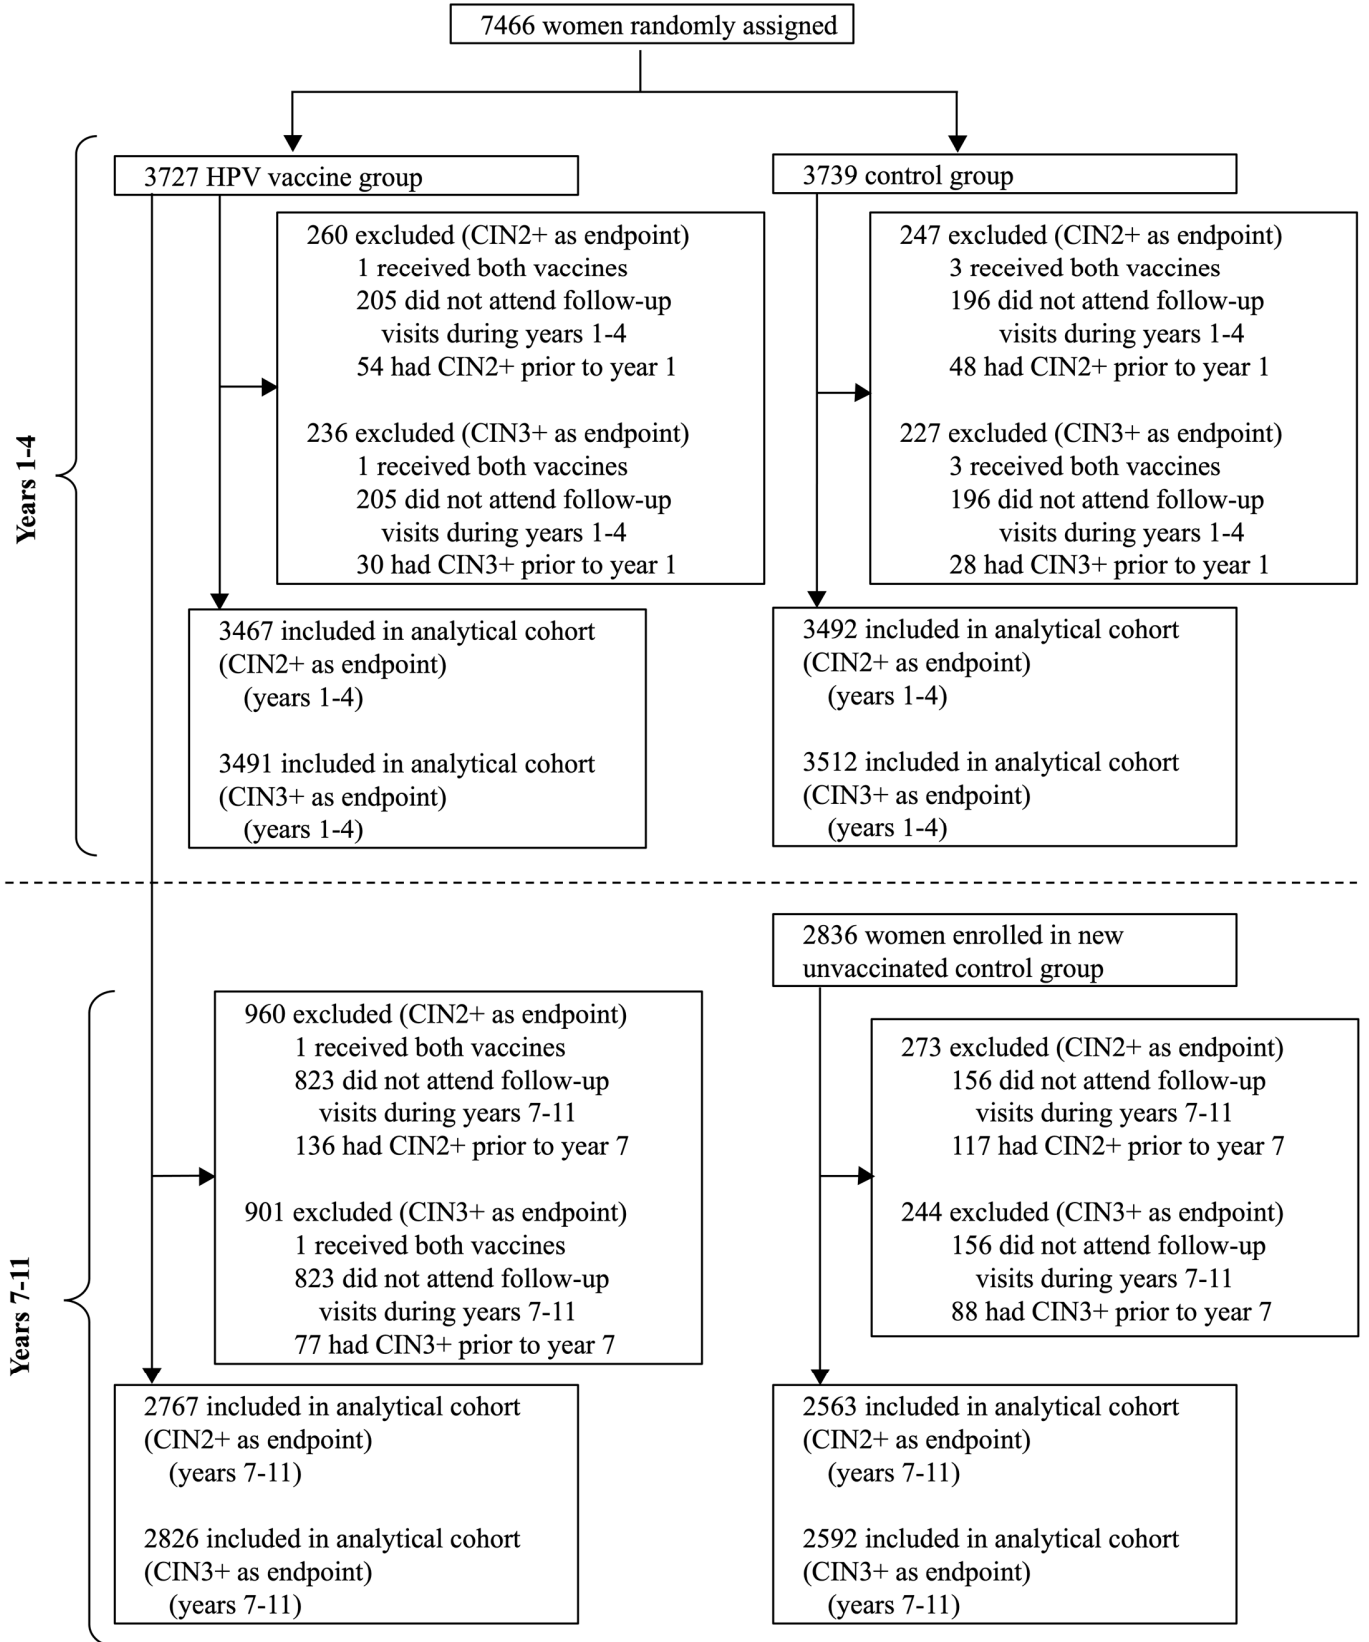 7466 women randomly assigned
3727 HPV vaccine group
3739 control group
Years 1-4
260 excluded (CIN2+ as endpoint)
1 received both vaccines
205 did not attend follow-up
visits during years 1-4
54 had CIN2+ prior to year 1
236 excluded (CIN3+ as endpoint)
1 received both vaccines
205 did not attend follow-up
visits during years 1-4
30 had CIN3+ prior to year 1
247 excluded (CIN2+ as endpoint)
3 received both vaccines
196 did not attend follow-up
visits during years 1-4
48 had CIN2+ prior to year 1
227 excluded (CIN3+ as endpoint)
3 received both vaccines
196 did not attend follow-up
visits during years 1-4
28 had CIN3+ prior to year 1
3467 included in analytical cohort
(CIN2+ as endpoint)
(years 1-4)
3491 included in analytical cohort
(CIN3+ as endpoint)
(years 1-4)
3492 included in analytical cohort
(CIN2+ as endpoint)
(years 1-4)
3512 included in analytical cohort
(CIN3+ as endpoint)
(years 1-4)
2836 women enrolled in new
unvaccinated control group
Years 7-11
960 excluded (CIN2+ as endpoint)
1 received both vaccines
823 did not attend follow-up
visits during years 7-11
136 had CIN2+ prior to year 7
901 excluded (CIN3+ as endpoint)
1 received both vaccines
823 did not attend follow-up
visits during years 7-11
77 had CIN3+ prior to year 7
273 excluded (CIN2+ as endpoint)
156 did not attend follow-up
visits during years 7-11
117 had CIN2+ prior to year 7
244 excluded (CIN3+ as endpoint)
156 did not attend follow-up
visits during years 7-11
88 had CIN3+ prior to year 7
2767 included in analytical cohort
(CIN2+ as endpoint)
(years 7-11)
2826 included in analytical cohort
(CIN3+ as endpoint)
(years 7-11)
2563 included in analytical cohort
(CIN2+ as endpoint)
(years 7-11)
2592 included in analytical cohort
(CIN3+ as endpoint)
(years 7-11)